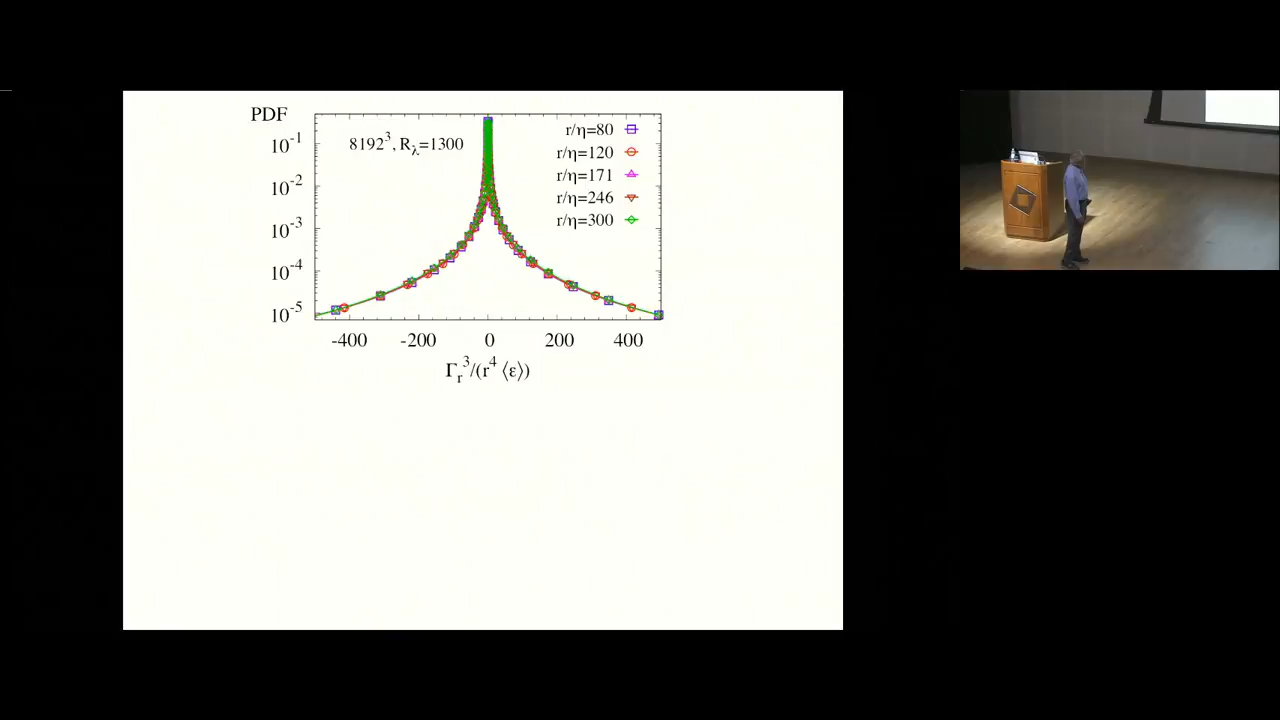 PDF
8192³, R_λ=1300
r/η=80
r/η=120
r/η=171
r/η=246
r/η=300
10⁻¹
10⁻²
10⁻³
10⁻⁴
10⁻⁵
-400 -200 0 200 400
Γ_r³/(r⁴ ⟨ε⟩)